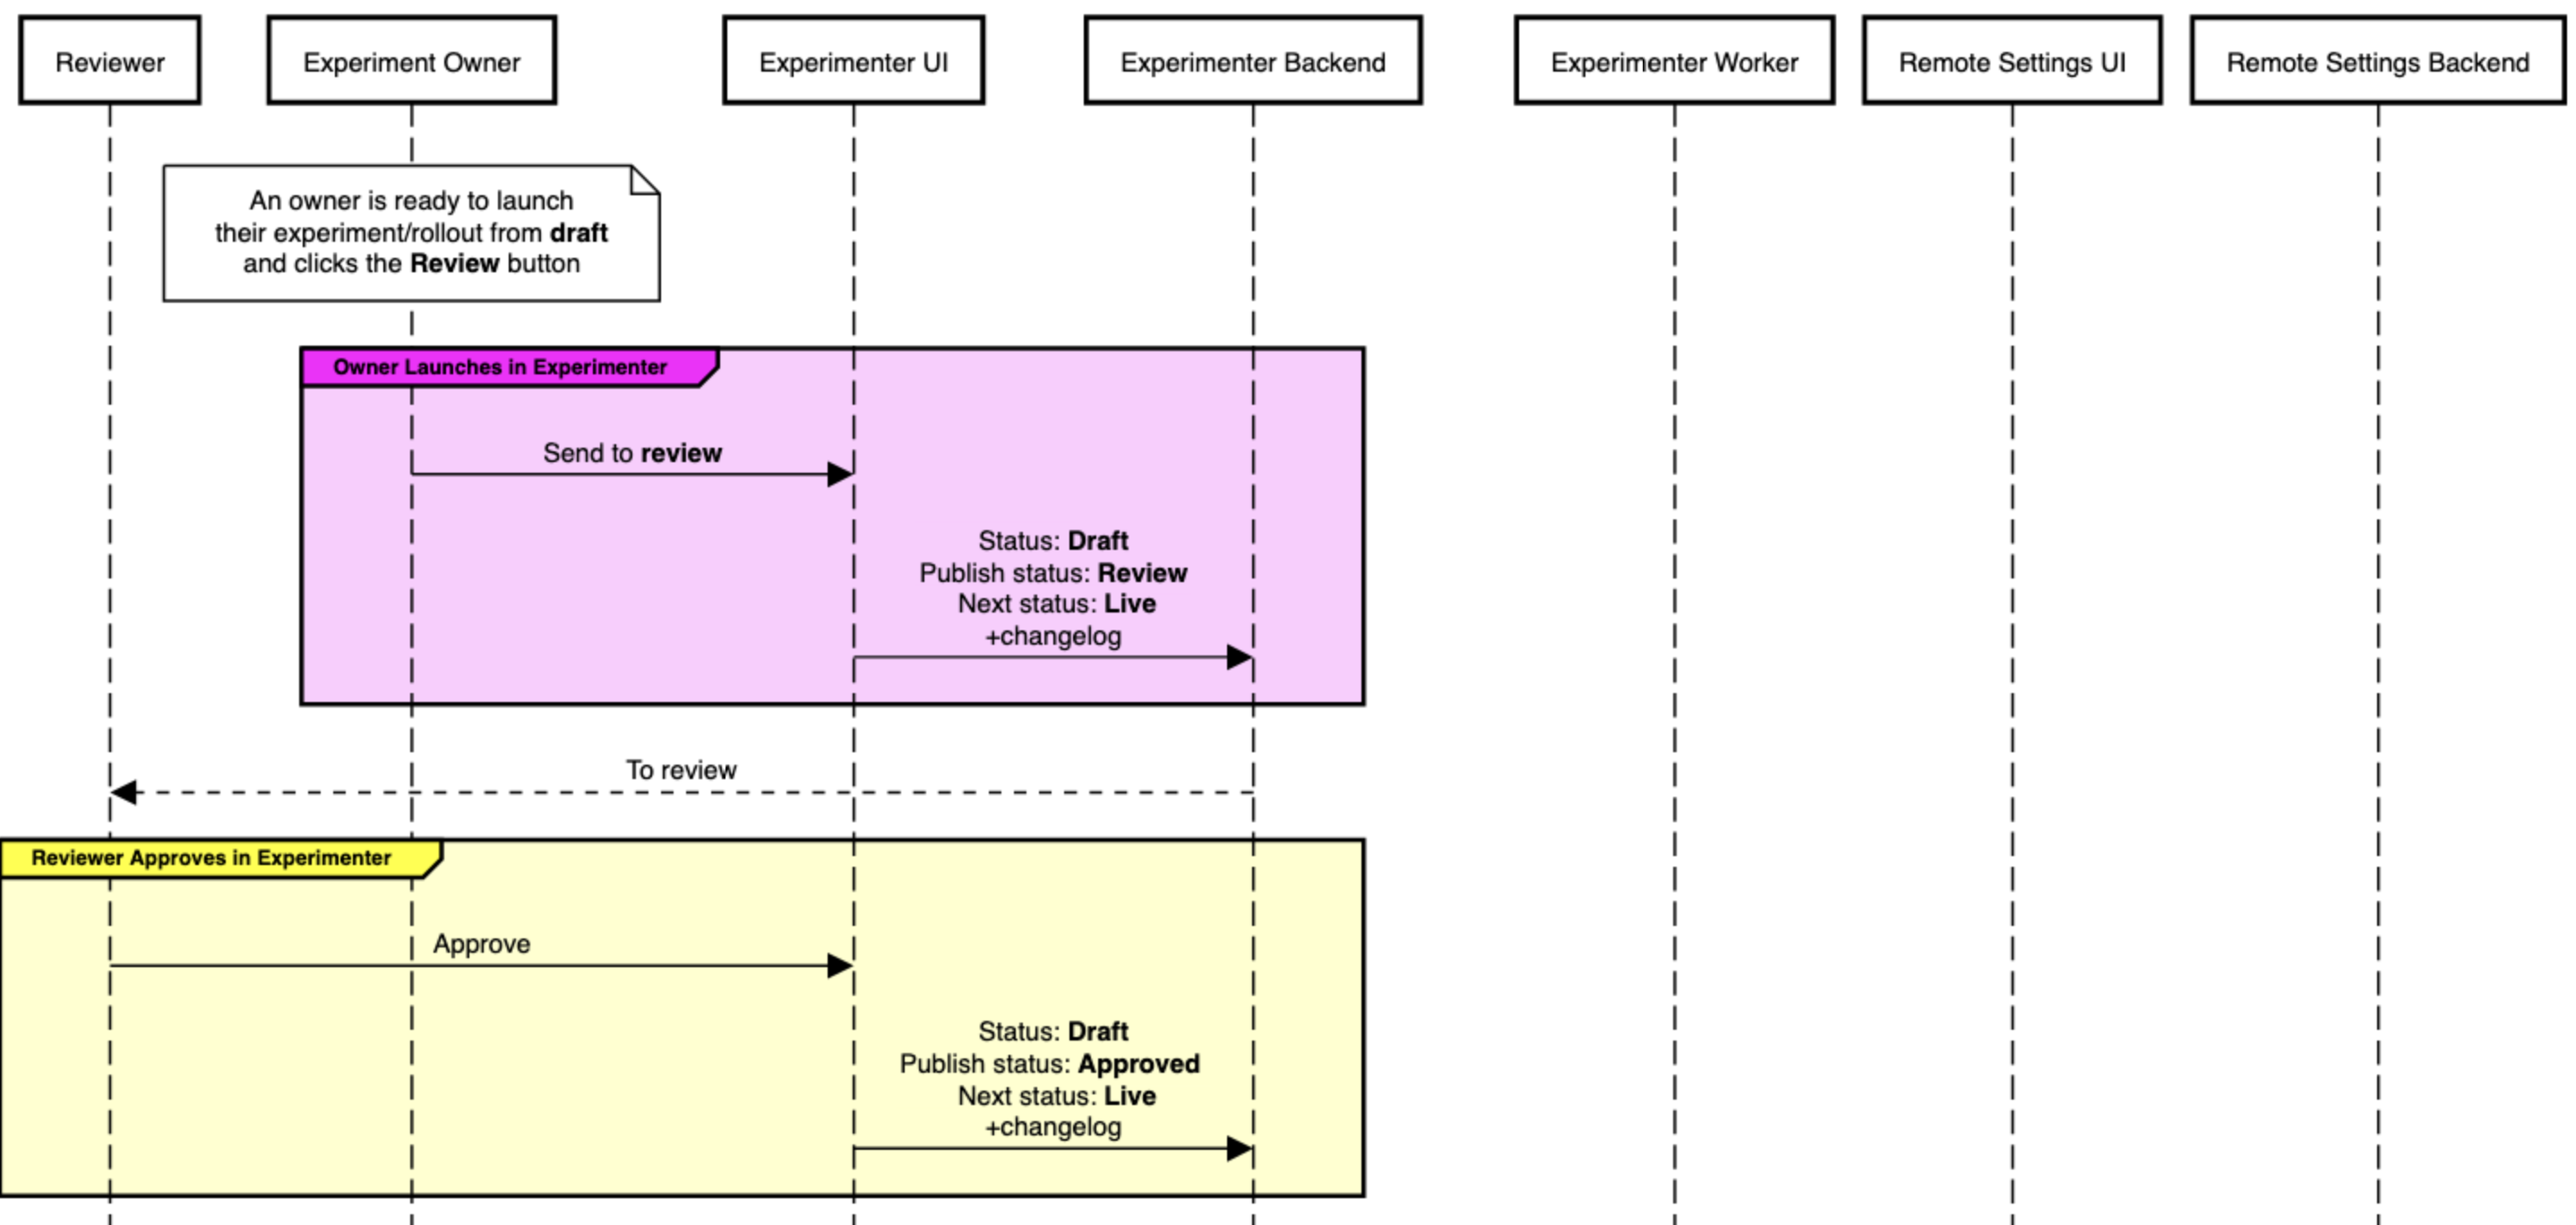 Reviewer
Experiment Owner
Experimenter UI
Experimenter Backend
Experimenter Worker
Remote Settings UI
Remote Settings Backend
An owner is ready to launch
their experiment/rollout from draft
and clicks the Review button
Owner Launches in Experimenter
Send to review
Status: Draft
Publish status: Review
Next status: Live
+changelog
To review
Reviewer Approves in Experimenter
Approve
Status: Draft
Publish status: Approved
Next status: Live
+changelog